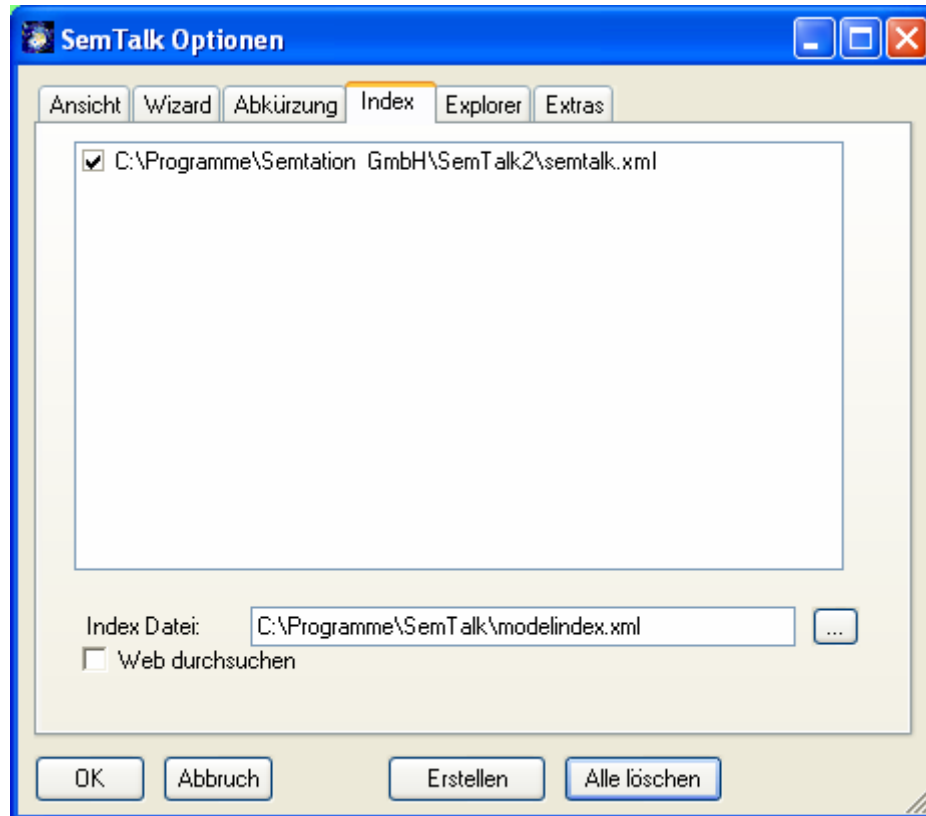 SemTalk Optionen
Ansicht Wizard Abkürzung Index Explorer Extras
C:\Programme\Semtation GmbH\SemTalk2\semtalk.xml
Index Datei: C:\Programme\SemTalk\modelindex.xml ...
Web durchsuchen
OK Abbruch Erstellen Alle löschen